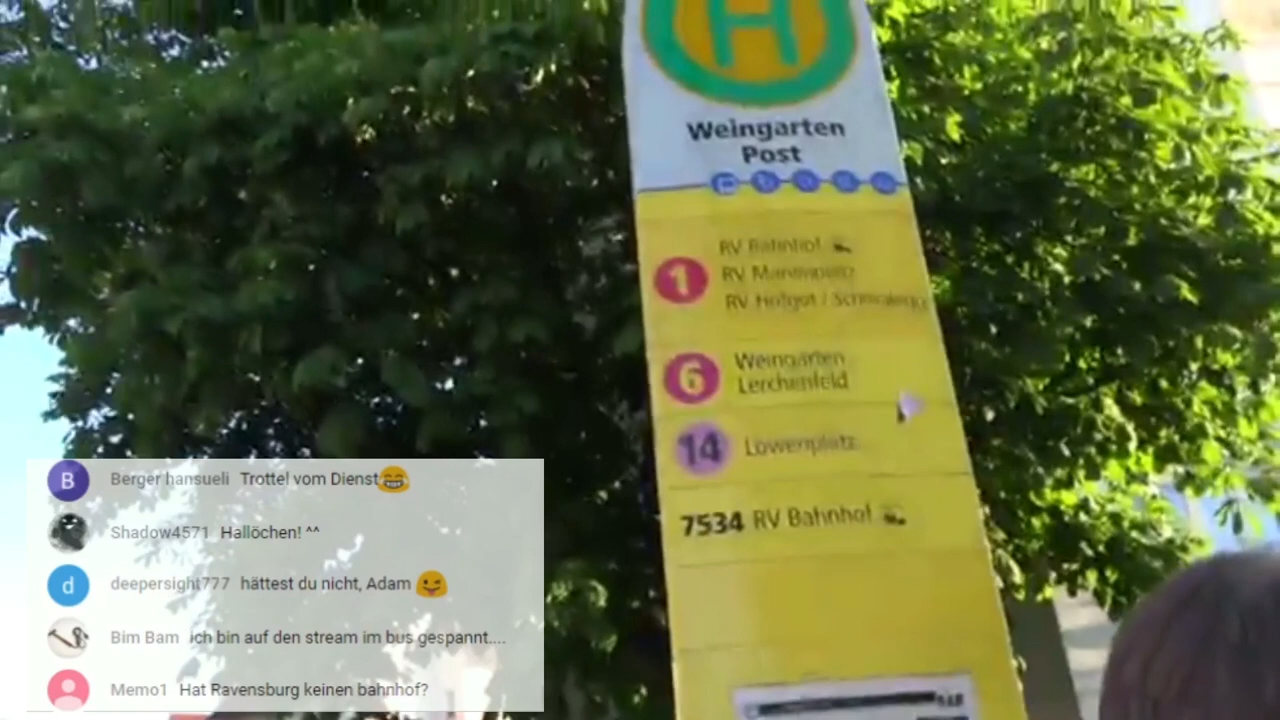 H
Weingarten
Post
1
RV Bahnhof
RV Marienplatz
RV Hofgut /
6
Weingarten
Lerchenfeld
14
Löwenplatz
7534 RV Bahnhof
B Berger hansueli Trottel vom Dienst😂
Shadow4571 Hallöchen! ^^
d deepersight777 hättest du nicht, Adam 😜
Bim Bam ich bin auf den stream im bus gespannt....
Memo1 Hat Ravensburg keinen bahnhof?